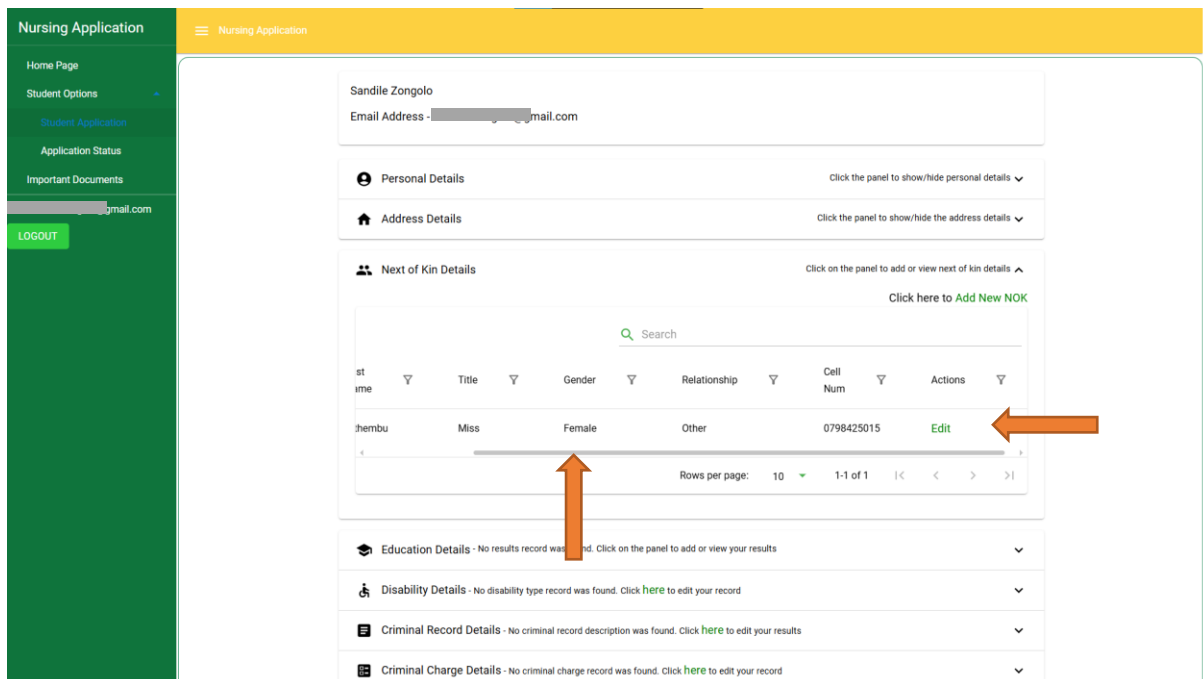 Nursing Application
Nursing Application
Home Page
Student Options
Student Application
Application Status
Important Documents
gmail.com
LOGOUT
Sandile Zongolo
Email Address - mail.com
Personal Details Click the panel to show/hide personal details
Address Details Click the panel to show/hide the address details
Next of Kin Details Click on the panel to add or view next of kin details
Click here to Add New NOK
Search
st
ame Title Gender Relationship Cell
Num Actions
thembu Miss Female Other 0798425015 Edit
Rows per page: 10 1-1 of 1
Education Details - No results record was nd. Click on the panel to add or view your results
Disability Details - No disability type record was found. Click here to edit your record
Criminal Record Details - No criminal record description was found. Click here to edit your results
Criminal Charge Details - No criminal charge record was found. Click here to edit your record